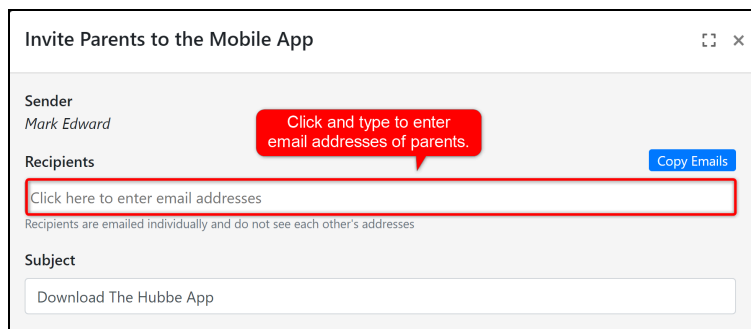 Invite Parents to the Mobile App
Sender
Mark Edward
Click and type to enter
email addresses of parents.
Recipients
Copy Emails
Click here to enter email addresses
Recipients are emailed individually and do not see each other's addresses
Subject
Download The Hubbe App